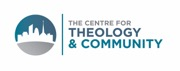 THE CENTRE FOR
THEOLOGY
& COMMUNITY